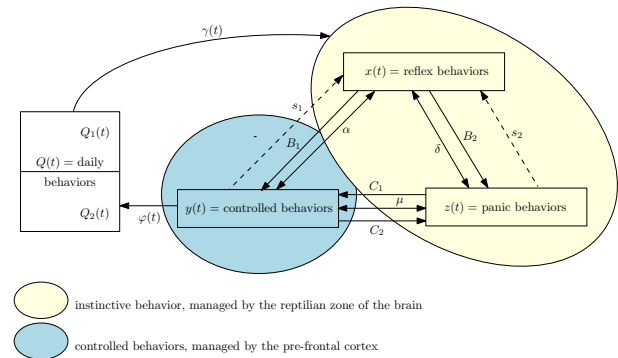 γ(t)
x(t) = reflex behaviors
s₁
α
B₁
B₂
s₂
δ
Q₁(t)
Q(t) = daily
behaviors
Q₂(t)
φ(t)
y(t) = controlled behaviors
C₁
μ
C₂
z(t) = panic behaviors
instinctive behavior, managed by the reptilian zone of the brain
controlled behaviors, managed by the pre-frontal cortex